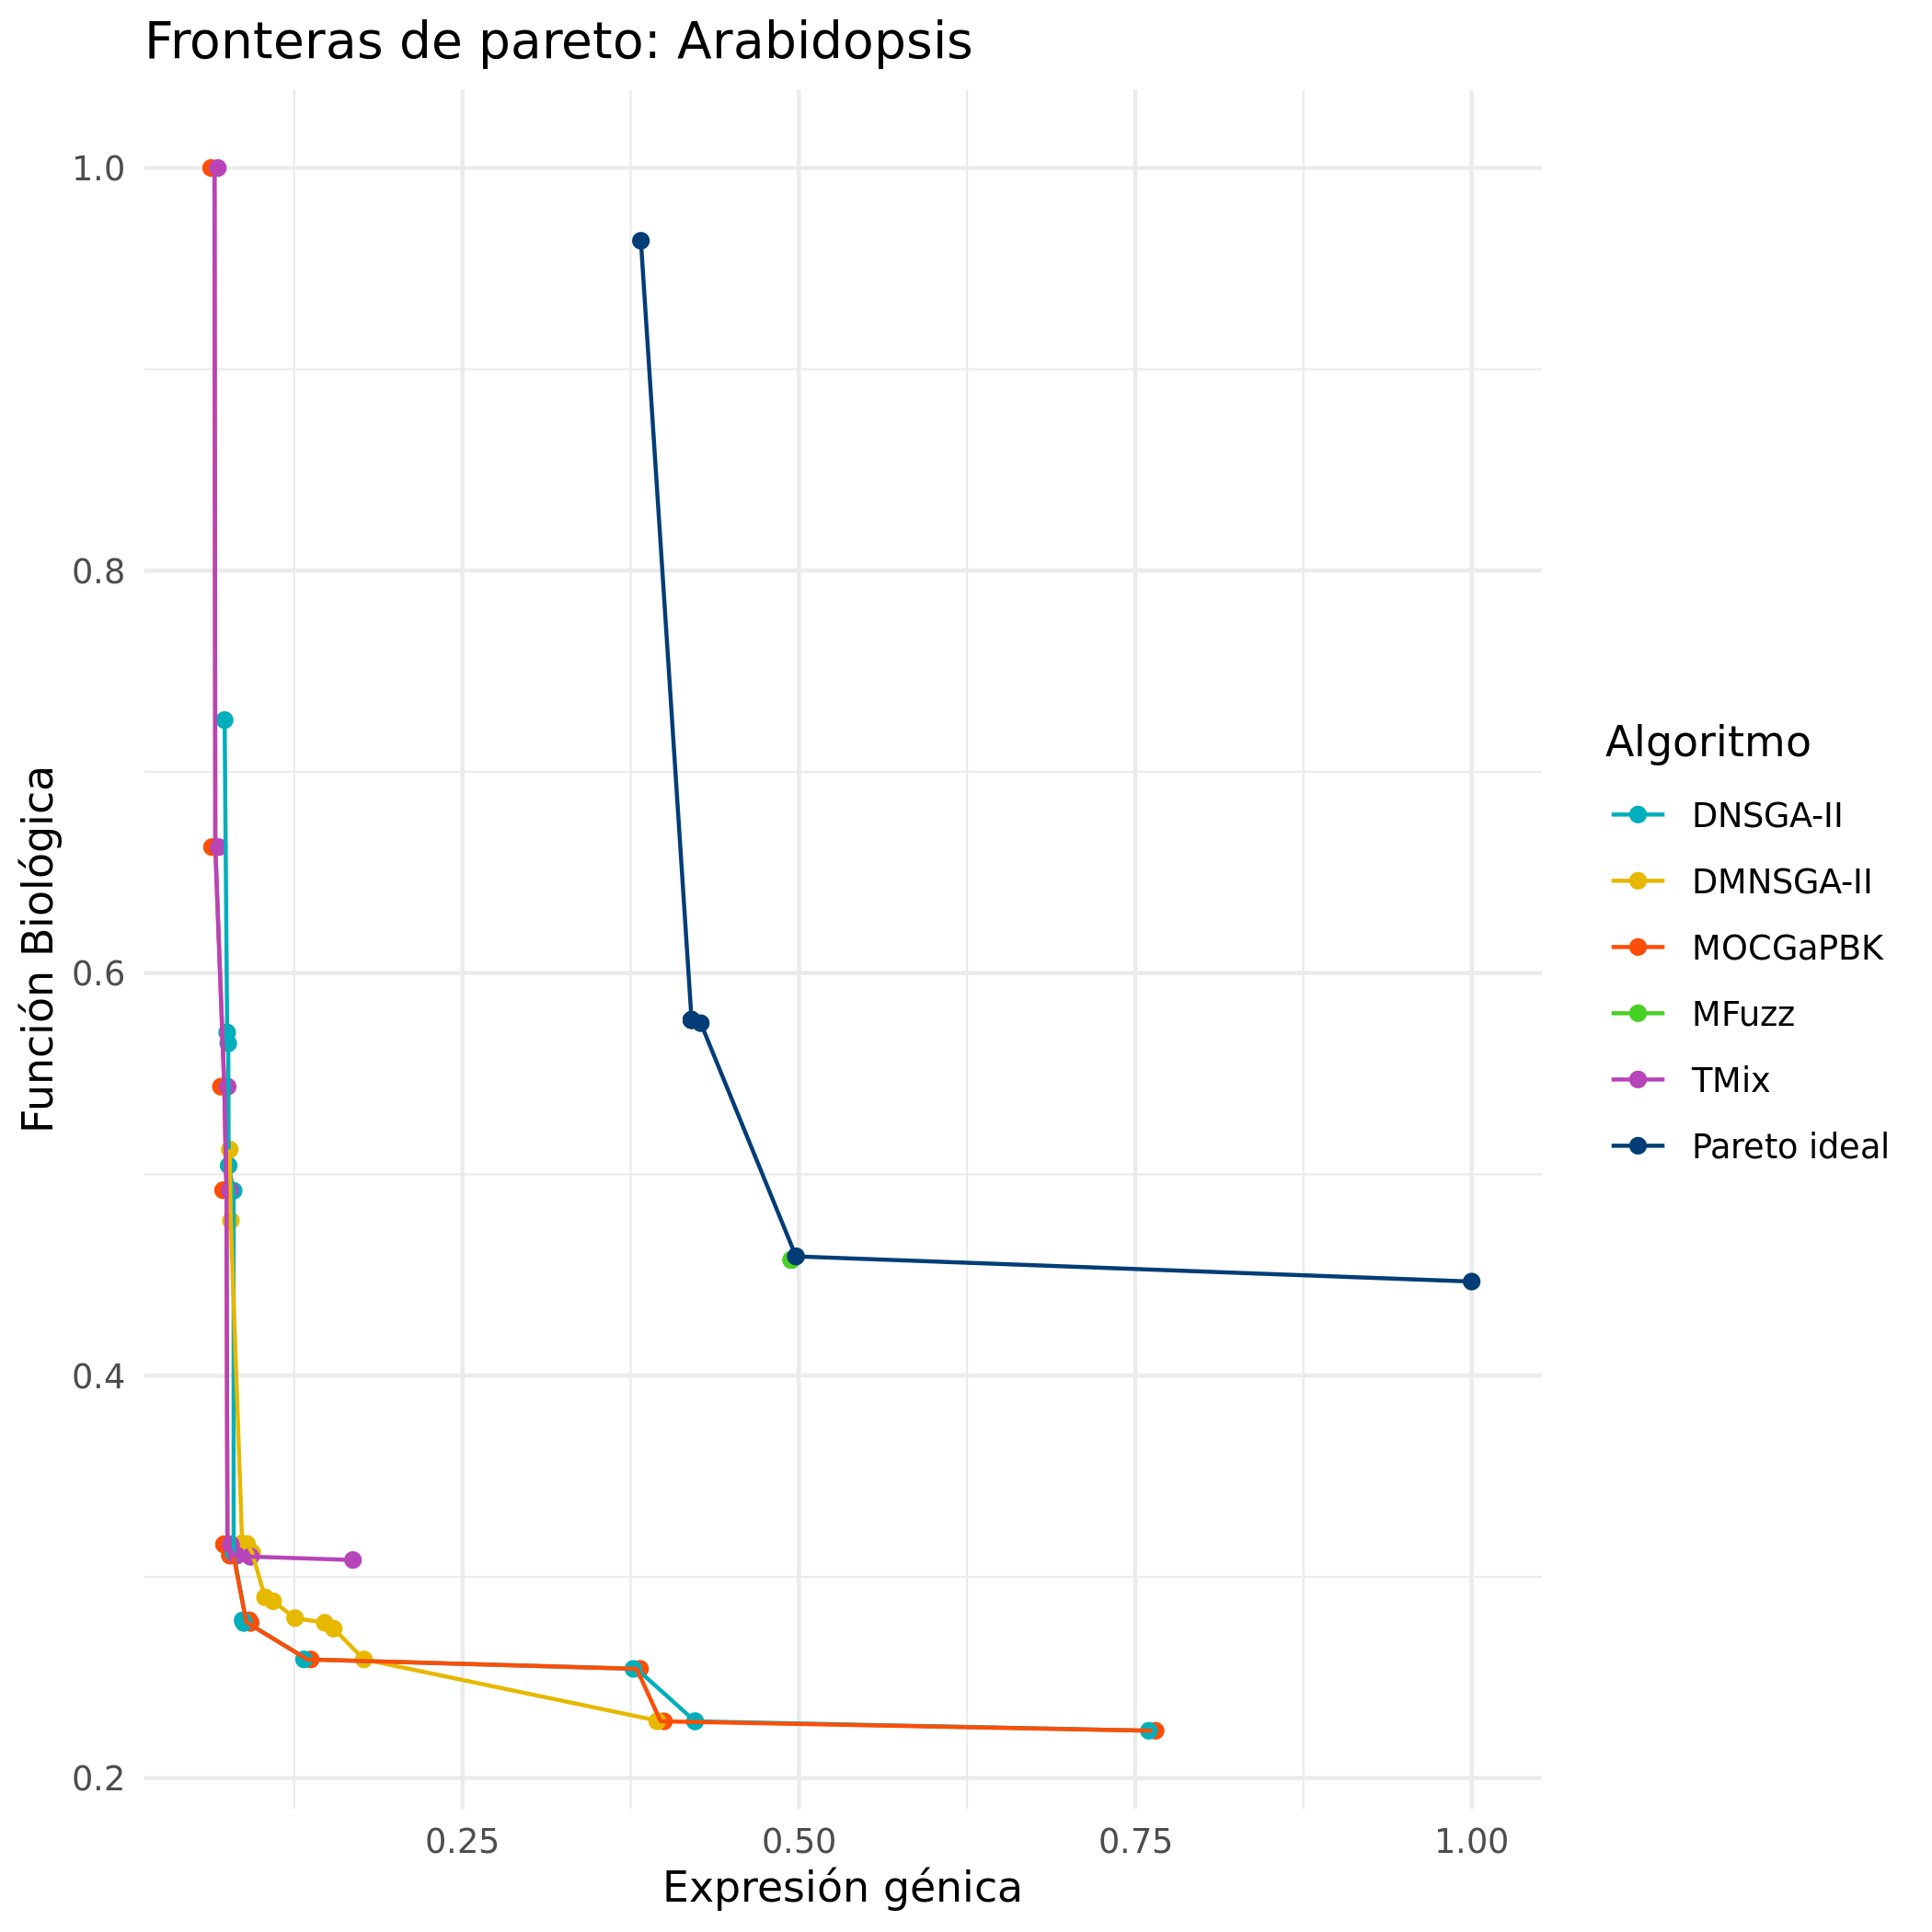 Fronteras de pareto: Arabidopsis
1.0
0.8
0.6
0.4
0.2
Función Biológica
0.25
0.50
0.75
1.00
Expresión génica
Algoritmo
DNSGA-II
DMNSGA-II
MOCGaPBK
MFuzz
TMix
Pareto ideal